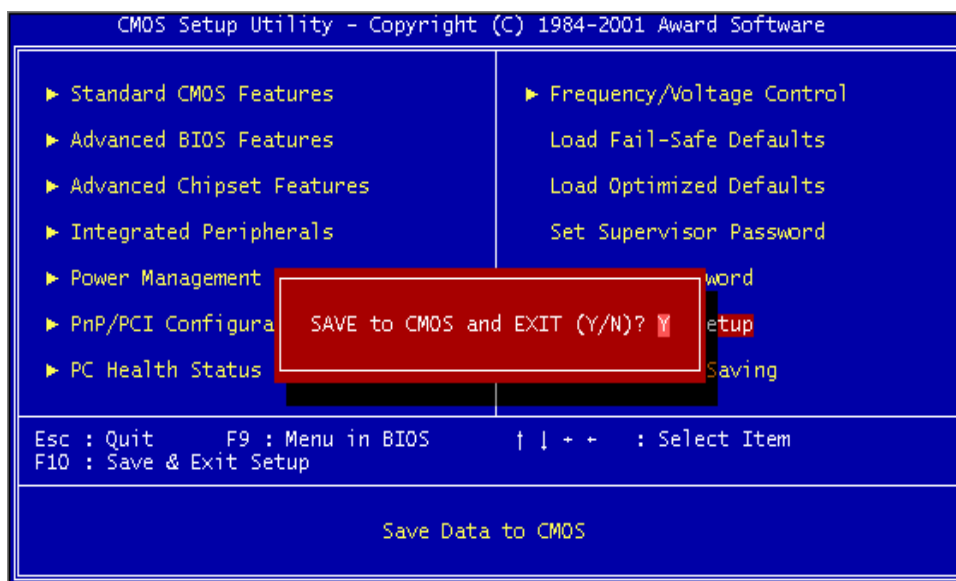 CMOS Setup Utility – Copyright (C) 1984–2001 Award Software
► Standard CMOS Features
► Advanced BIOS Features
► Advanced Chipset Features
► Integrated Peripherals
► Power Management
► PnP/PCI Configura
► PC Health Status
► Frequency/Voltage Control
Load Fail–Safe Defaults
Load Optimized Defaults
Set Supervisor Password
word
etup
Saving
SAVE to CMOS and EXIT (Y/N)? Y
Esc : Quit F9 : Menu in BIOS ↑ ↓ ← ← : Select Item
F10 : Save & Exit Setup
Save Data to CMOS